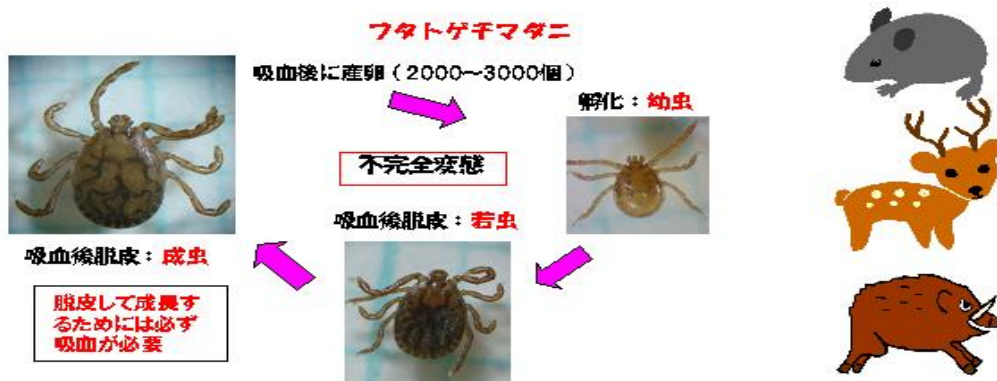 フタトゲチマダニ
吸血後に産卵（2000～3000個）
孵化：幼虫
不完全変態
吸血後脱皮：若虫
吸血後脱皮：成虫
脱皮して成長す
るためには必ず
吸血が必要